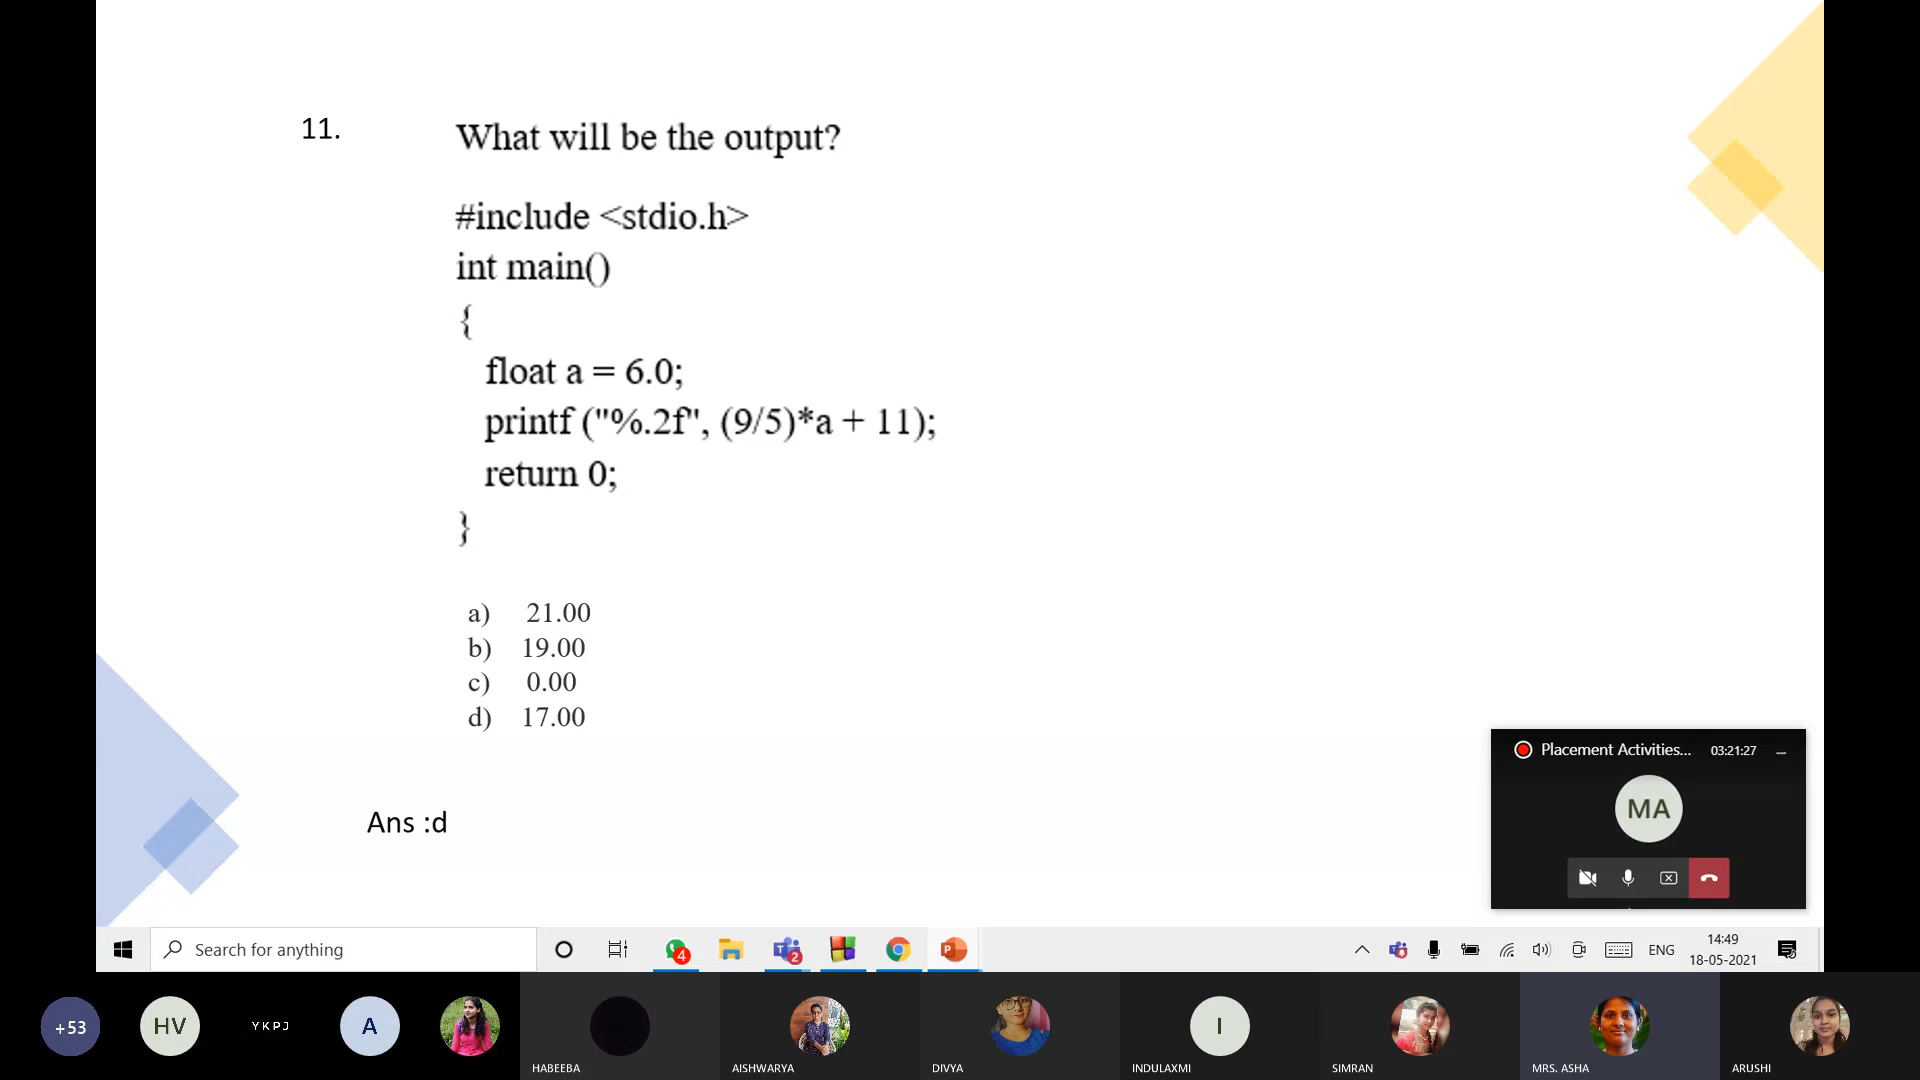 11.
What will be the output?
#include <stdio.h>
int main()
{
float a = 6.0;
printf ("%.2f", (9/5)*a + 11);
return 0;
}
a) 21.00
b) 19.00
c) 0.00
d) 17.00
Ans :d
Placement Activities... 03:21:27
MA
Search for anything
4
2
ENG
14:49
18-05-2021
+53
HV
YKPJ
A
I
HABEEBA
AISHWARYA
DIVYA
INDULAXMI
SIMRAN
MRS. ASHA
ARUSHI